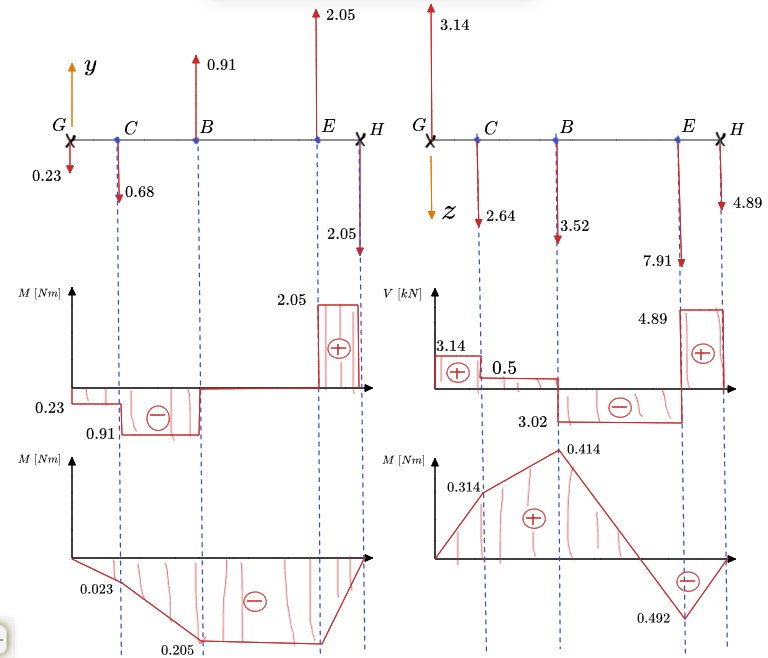 2.05
3.14
y
0.91
G
C
B
E
H
G
C
B
E
H
0.23
0.68
2.05
z
2.64
3.52
7.91
4.89
M [Nm]
2.05
+
0.23
−
0.91
V [kN]
3.14
+
0.5
4.89
+
3.02
−
M [Nm]
0.023
−
0.205
M [Nm]
0.314
0.414
+
−
0.492